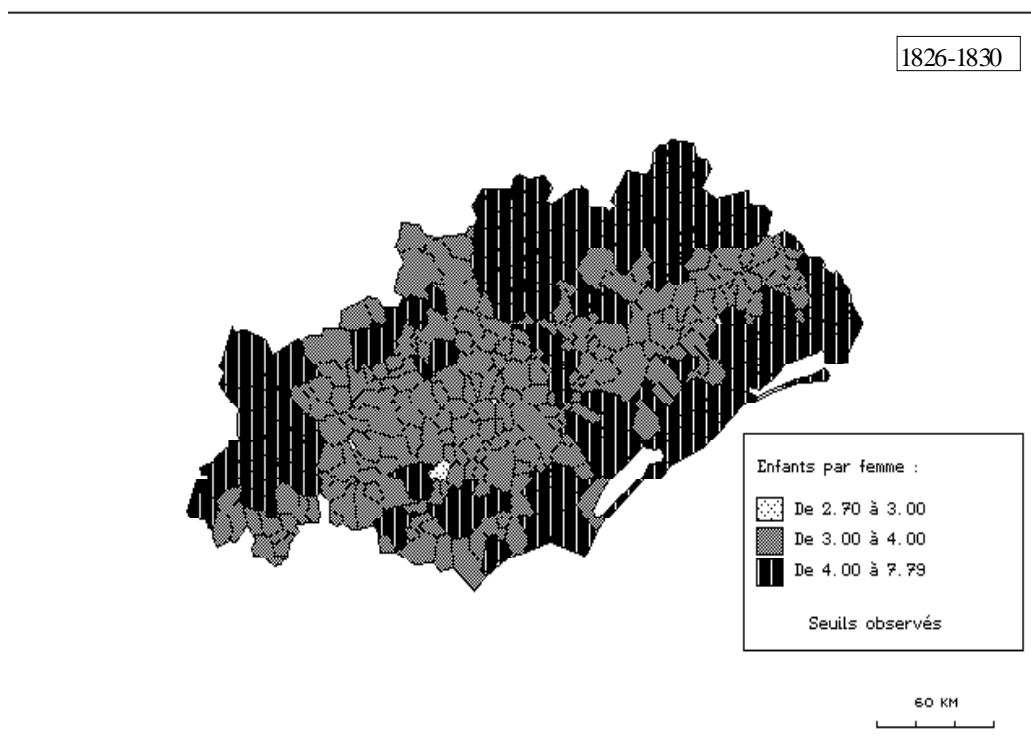 1826-1830
Enfants par femme :
De 2.70 à 3.00
De 3.00 à 4.00
De 4.00 à 7.79
Seuils observés
60 KM